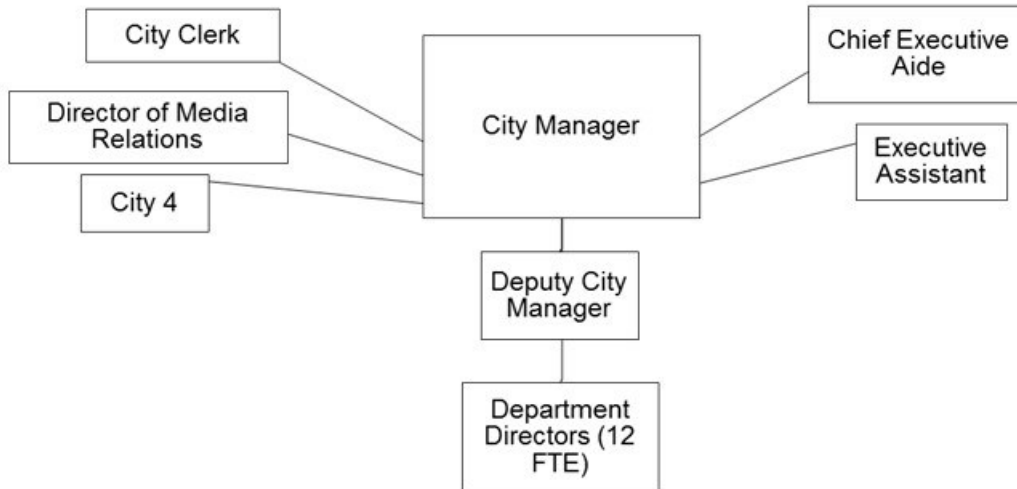 City Clerk
Director of Media
Relations
City 4
City Manager
Chief Executive
Aide
Executive
Assistant
Deputy City
Manager
Department
Directors (12
FTE)